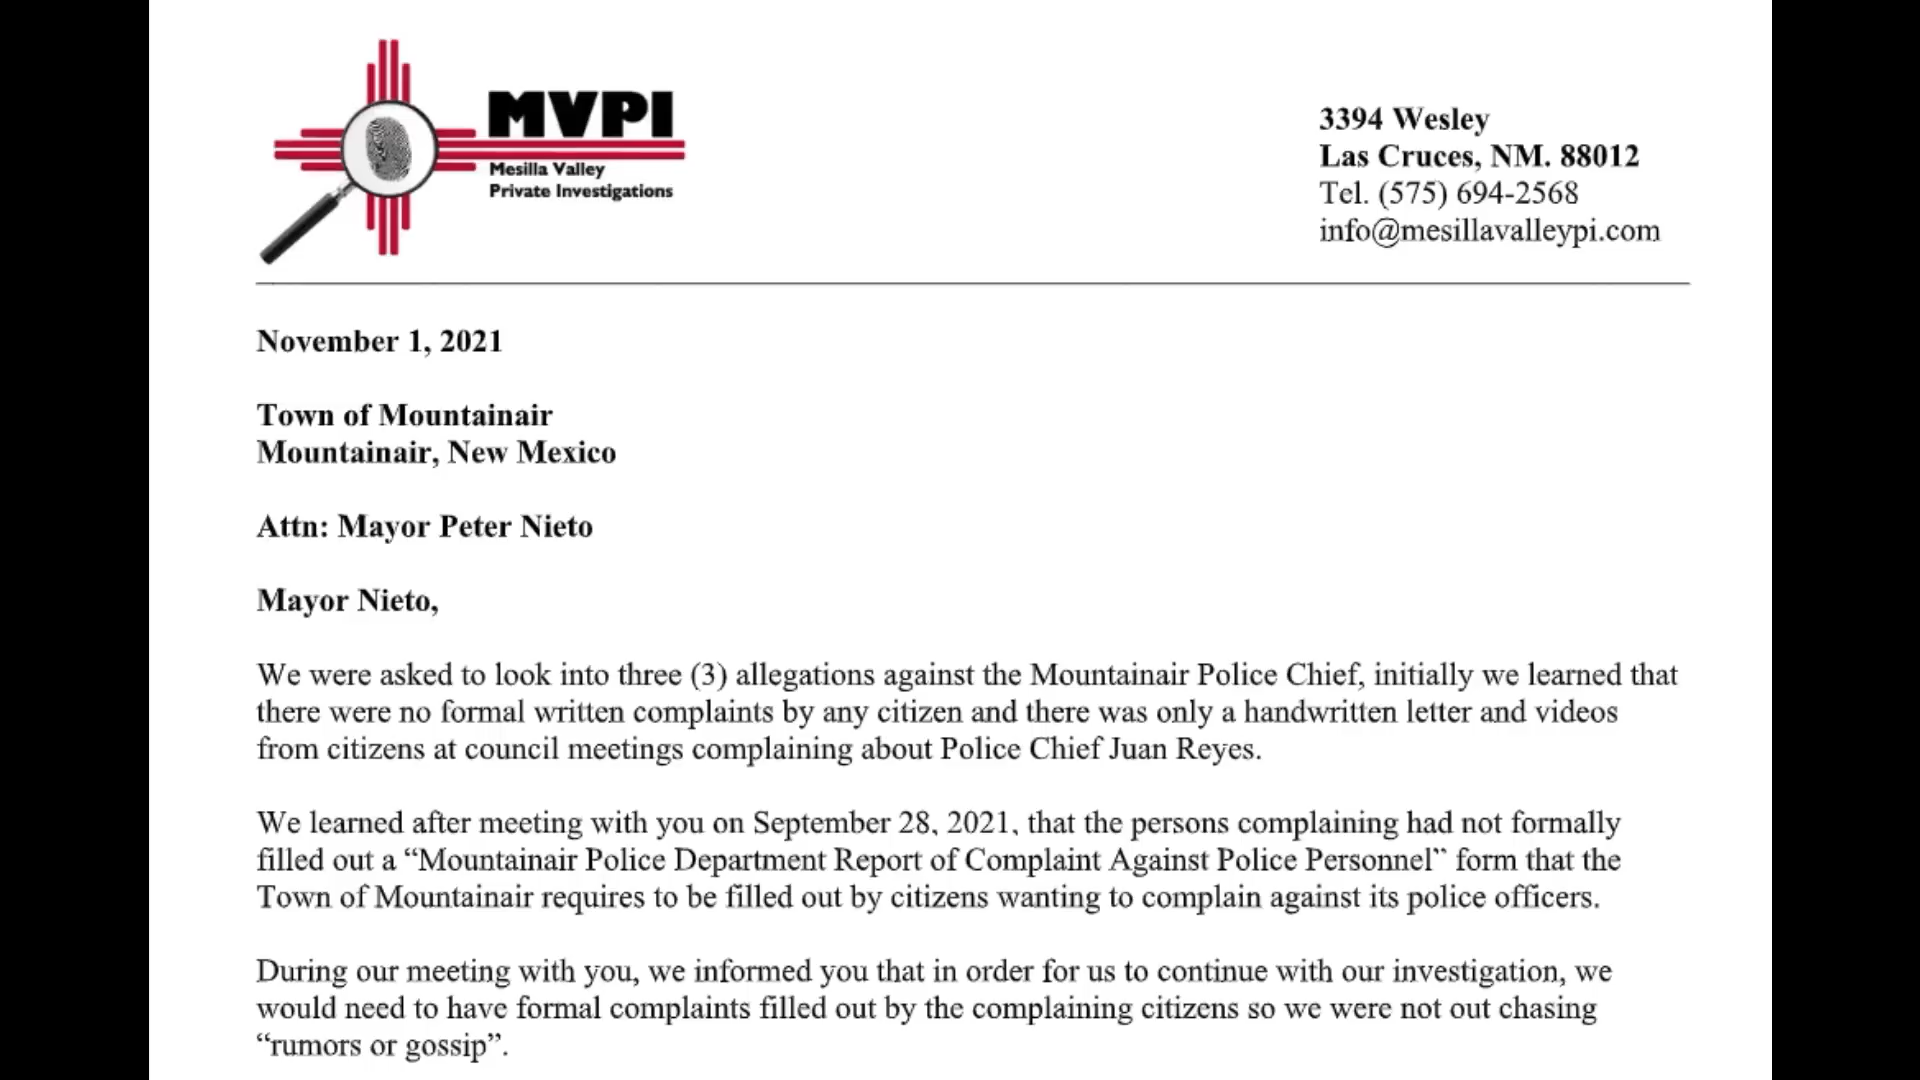 MVPI
Mesilla Valley
Private Investigations
3394 Wesley
Las Cruces, NM. 88012
Tel. (575) 694-2568
info@mesillavalleypi.com
November 1, 2021
Town of Mountainair
Mountainair, New Mexico
Attn: Mayor Peter Nieto
Mayor Nieto,
We were asked to look into three (3) allegations against the Mountainair Police Chief, initially we learned that
there were no formal written complaints by any citizen and there was only a handwritten letter and videos
from citizens at council meetings complaining about Police Chief Juan Reyes.
We learned after meeting with you on September 28, 2021, that the persons complaining had not formally
filled out a “Mountainair Police Department Report of Complaint Against Police Personnel” form that the
Town of Mountainair requires to be filled out by citizens wanting to complain against its police officers.
During our meeting with you, we informed you that in order for us to continue with our investigation, we
would need to have formal complaints filled out by the complaining citizens so we were not out chasing
“rumors or gossip”.